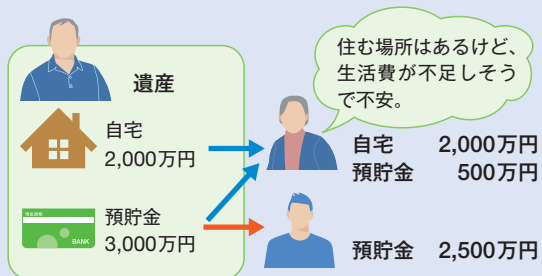 住む場所はあるけど、
生活費が不足しそう
で不安。
遺産
自宅
2,000万円
預貯金
3,000万円
BANK
自宅 2,000万円
預貯金 500万円
預貯金 2,500万円